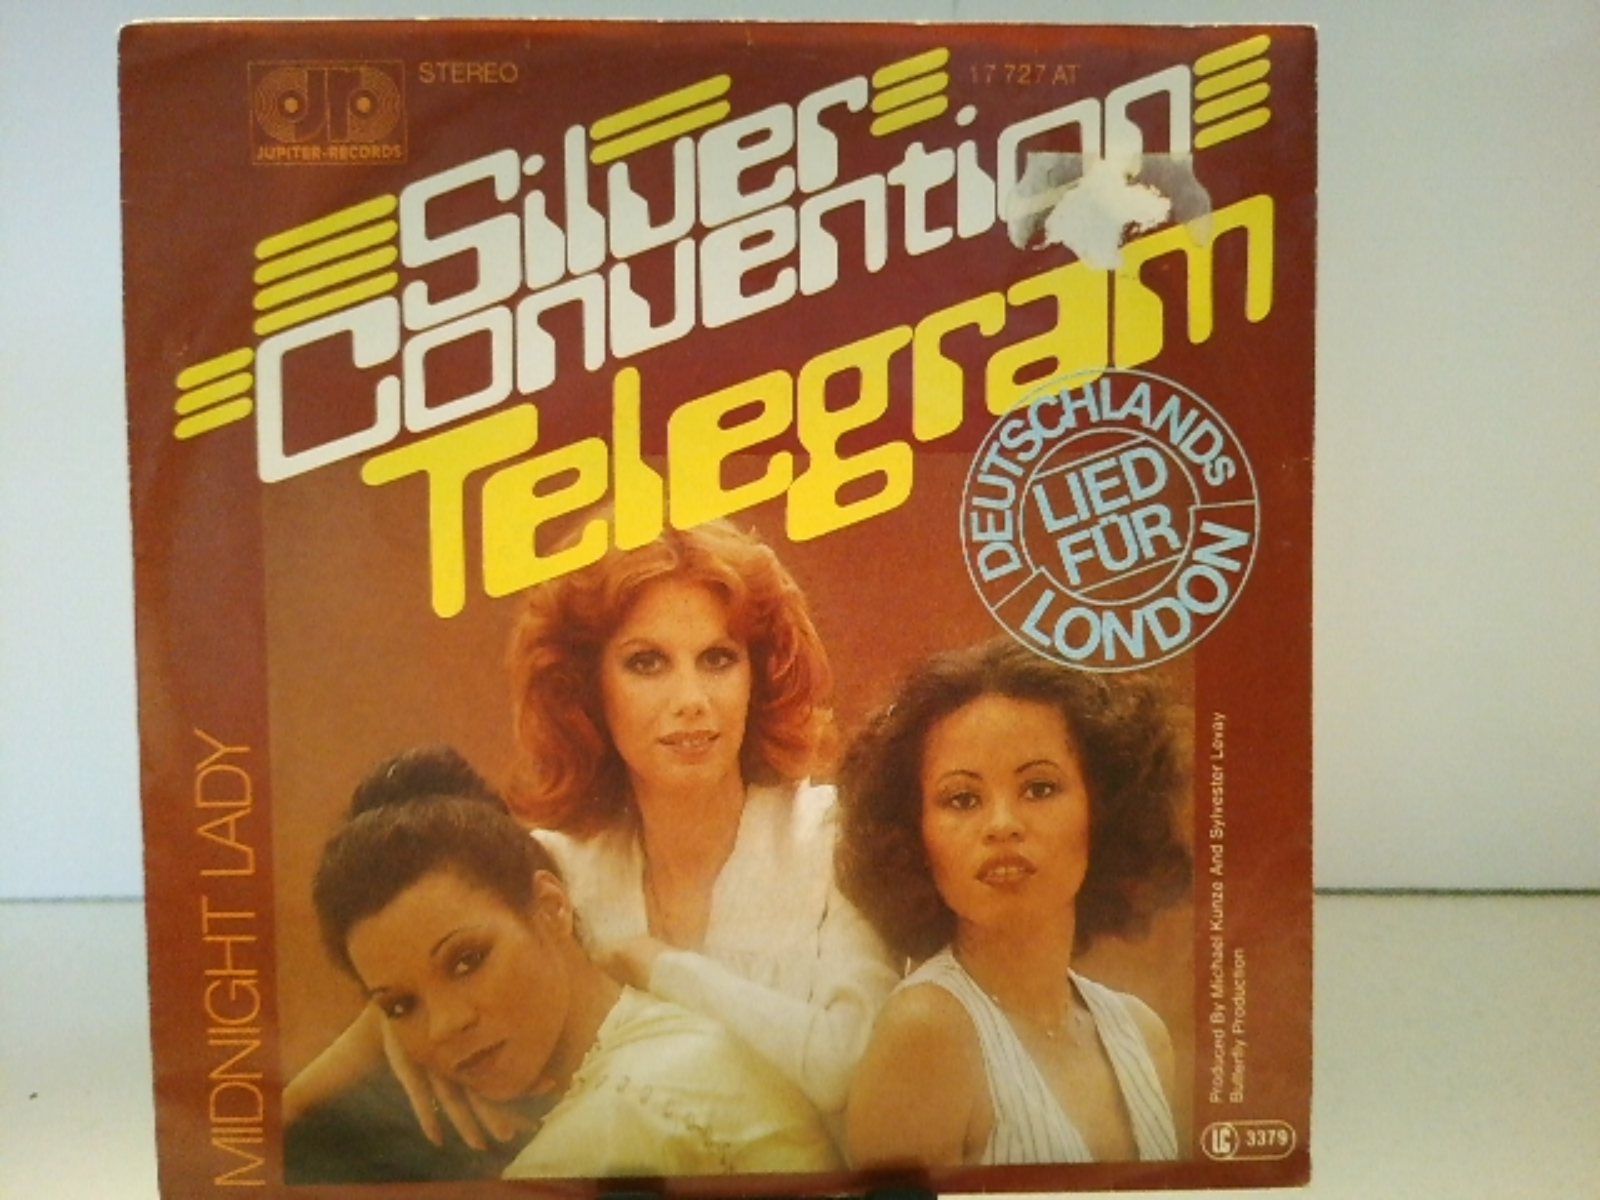 JR
JUPITER-RECORDS
STEREO
17 727 AT
Silver
Convention
Telegram
DEUTSCHLANDs
LIED
FÜR
LONDON
MIDNIGHT LADY
Produced By Michael Kunze And Sylvester Levay
Butterfly Production
LC 3379